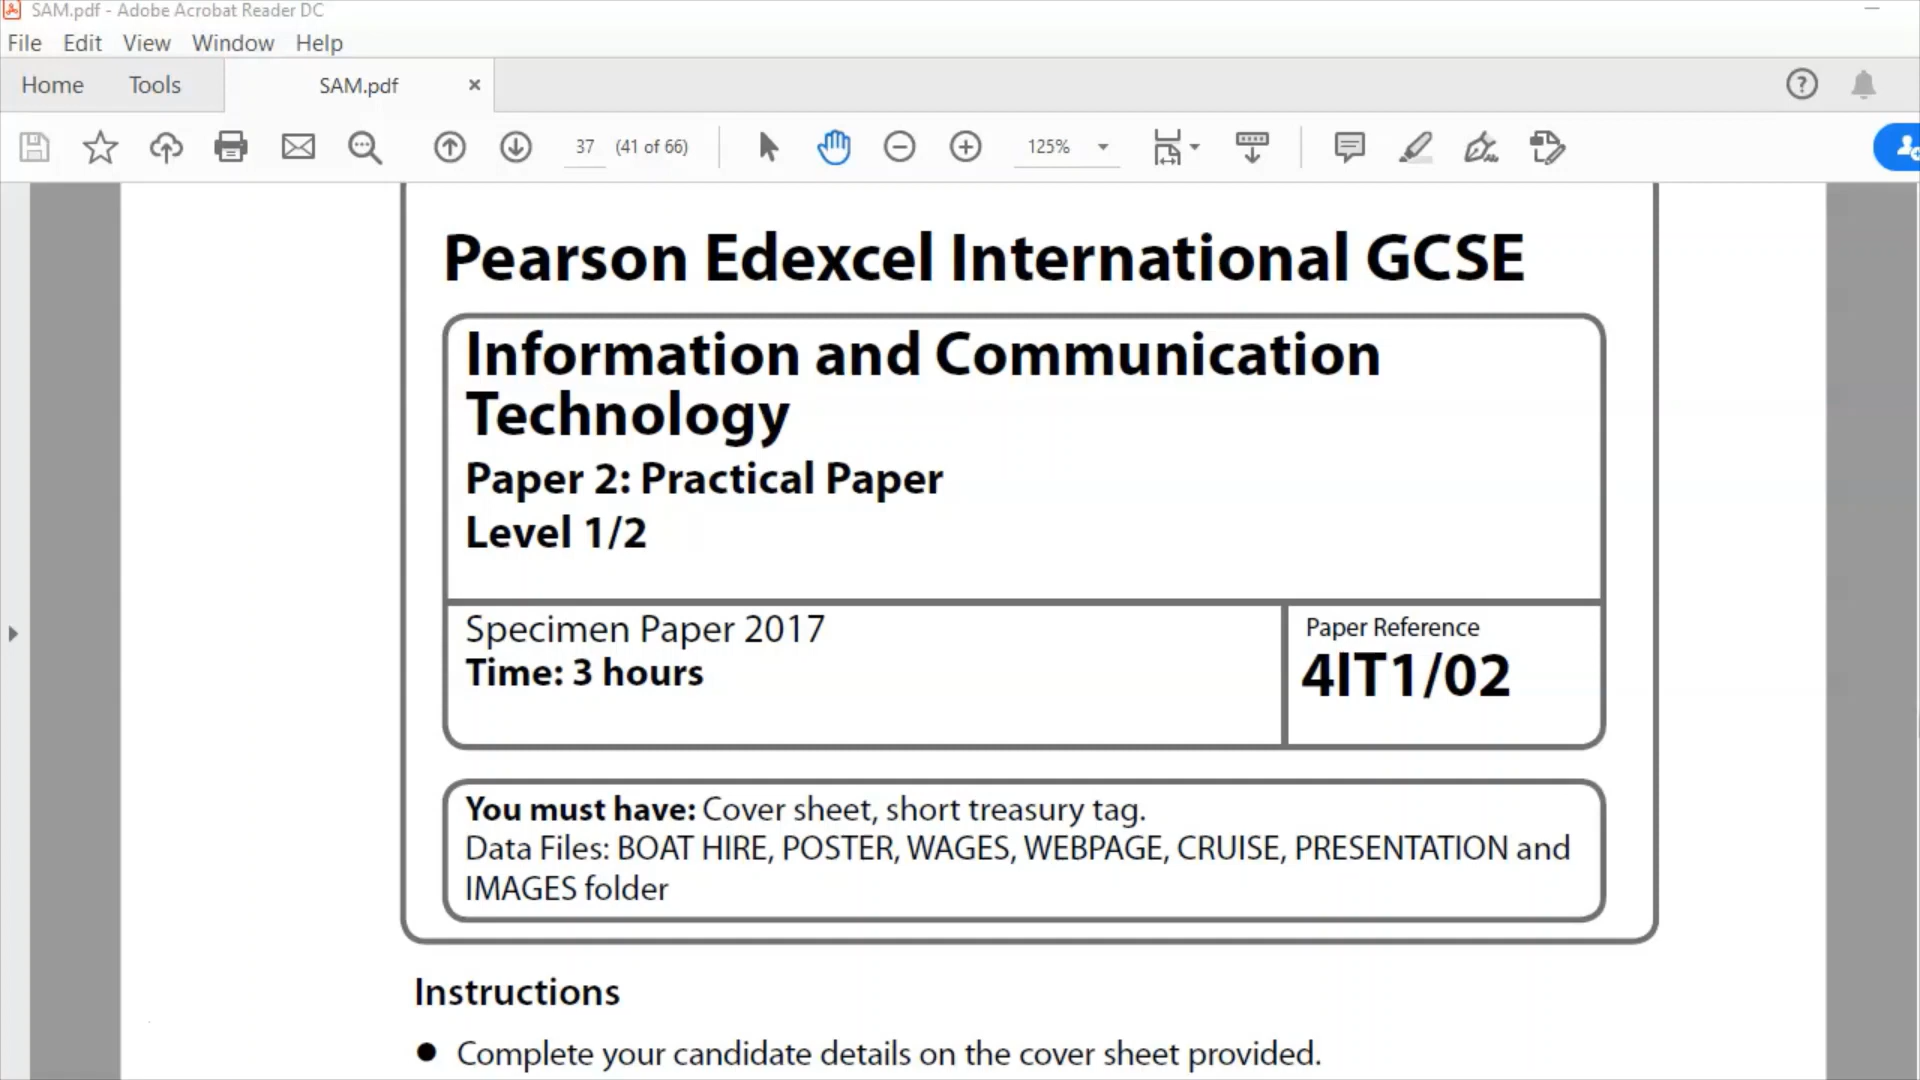 SAM.pdf - Adobe Acrobat Reader DC
File Edit View Window Help
Home Tools SAM.pdf ×
37 (41 of 66) 125%
Pearson Edexcel International GCSE
Information and Communication
Technology
Paper 2: Practical Paper
Level 1/2
Specimen Paper 2017
Time: 3 hours
Paper Reference
4IT1/02
You must have: Cover sheet, short treasury tag.
Data Files: BOAT HIRE, POSTER, WAGES, WEBPAGE, CRUISE, PRESENTATION and
IMAGES folder
Instructions
● Complete your candidate details on the cover sheet provided.